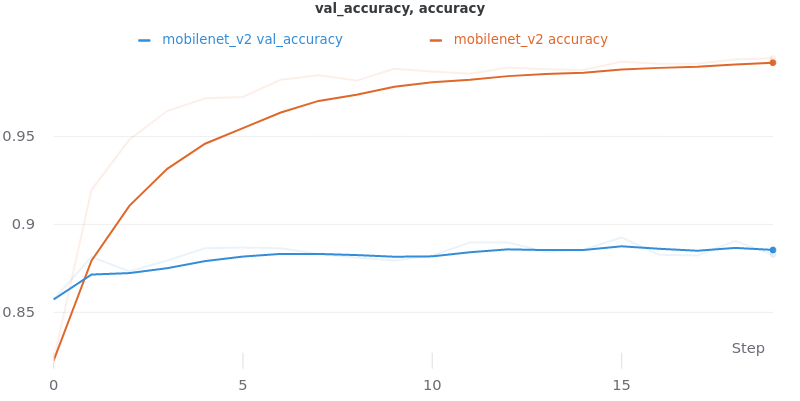 val_accuracy, accuracy
mobilenet_v2 val_accuracy mobilenet_v2 accuracy
0.95
0.9
0.85
Step
0 5 10 15